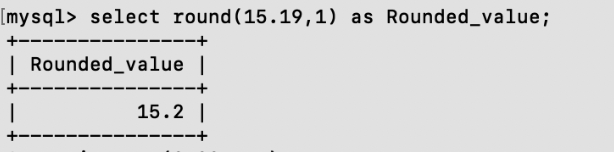 [mysql> select round(15.19,1) as Rounded_value;
+---------------+
| Rounded_value |
+---------------+
|          15.2 |
+---------------+